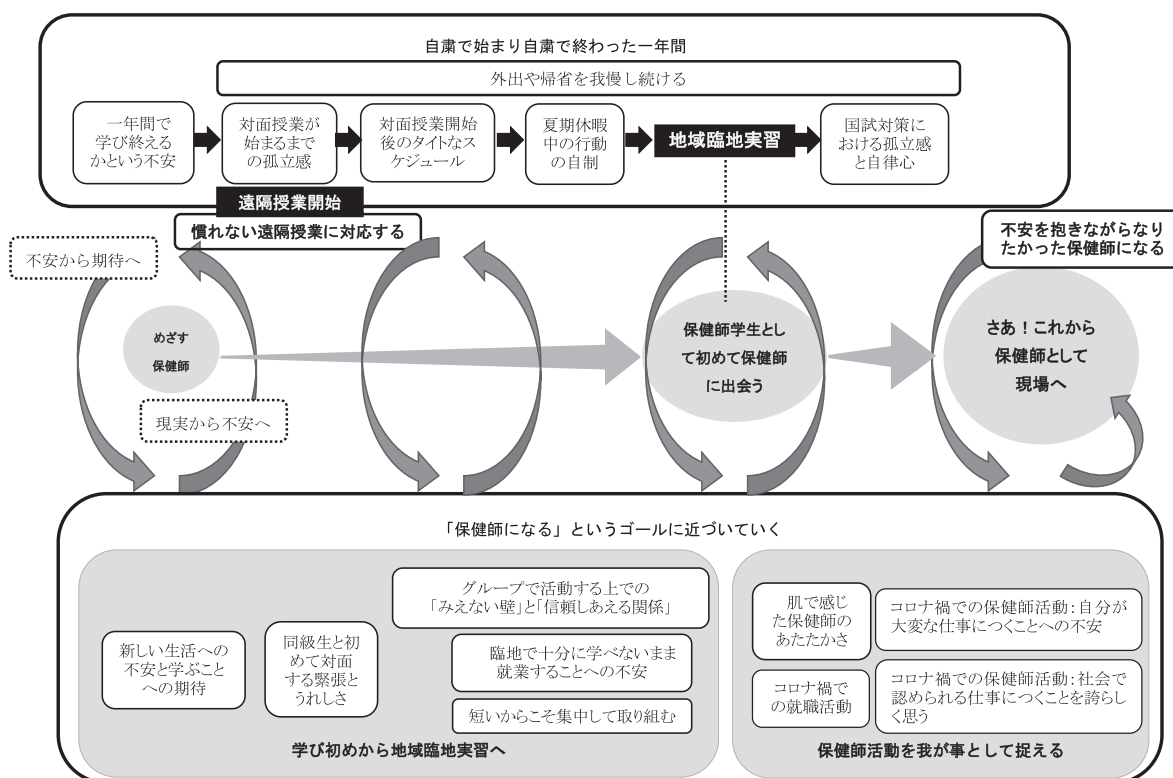 自粛で始まり自粛で終わった一年間
外出や帰省を我慢し続ける
一年間で
学び終える
かという不安
対面授業が
始まるまで
の孤立感
対面授業開始
後のタイトなス
ケジュール
夏期休暇
中の行動
の自制
地域臨地実習
国試対策に
おける孤立感
と自律心
遠隔授業開始
慣れない遠隔授業に対応する
不安から期待へ
めざす
保健師
現実から不安へ
保健師学生とし
て初めて保健師
に出会う
不安を抱きながらなり
たかった保健師になる
さあ！これから
保健師として
現場へ
「保健師になる」というゴールに近づいていく
新しい生活への
不安と学ぶこと
への期待
同級生と初
めて対面
する緊張と
うれしさ
グループで活動する上での
「みえない壁」と「信頼しあえる関係」
臨地で十分に学べないまま
就業することへの不安
短いからこそ集中して取り組む
学び初めから地域臨地実習へ
肌で感じ
た保健師の
あたたかさ
コロナ禍で
の就職活動
コロナ禍での保健師活動：自分が
大変な仕事につくことへの不安
コロナ禍での保健師活動：社会で
認められる仕事につくことを誇らし
く思う
保健師活動を我が事として捉える